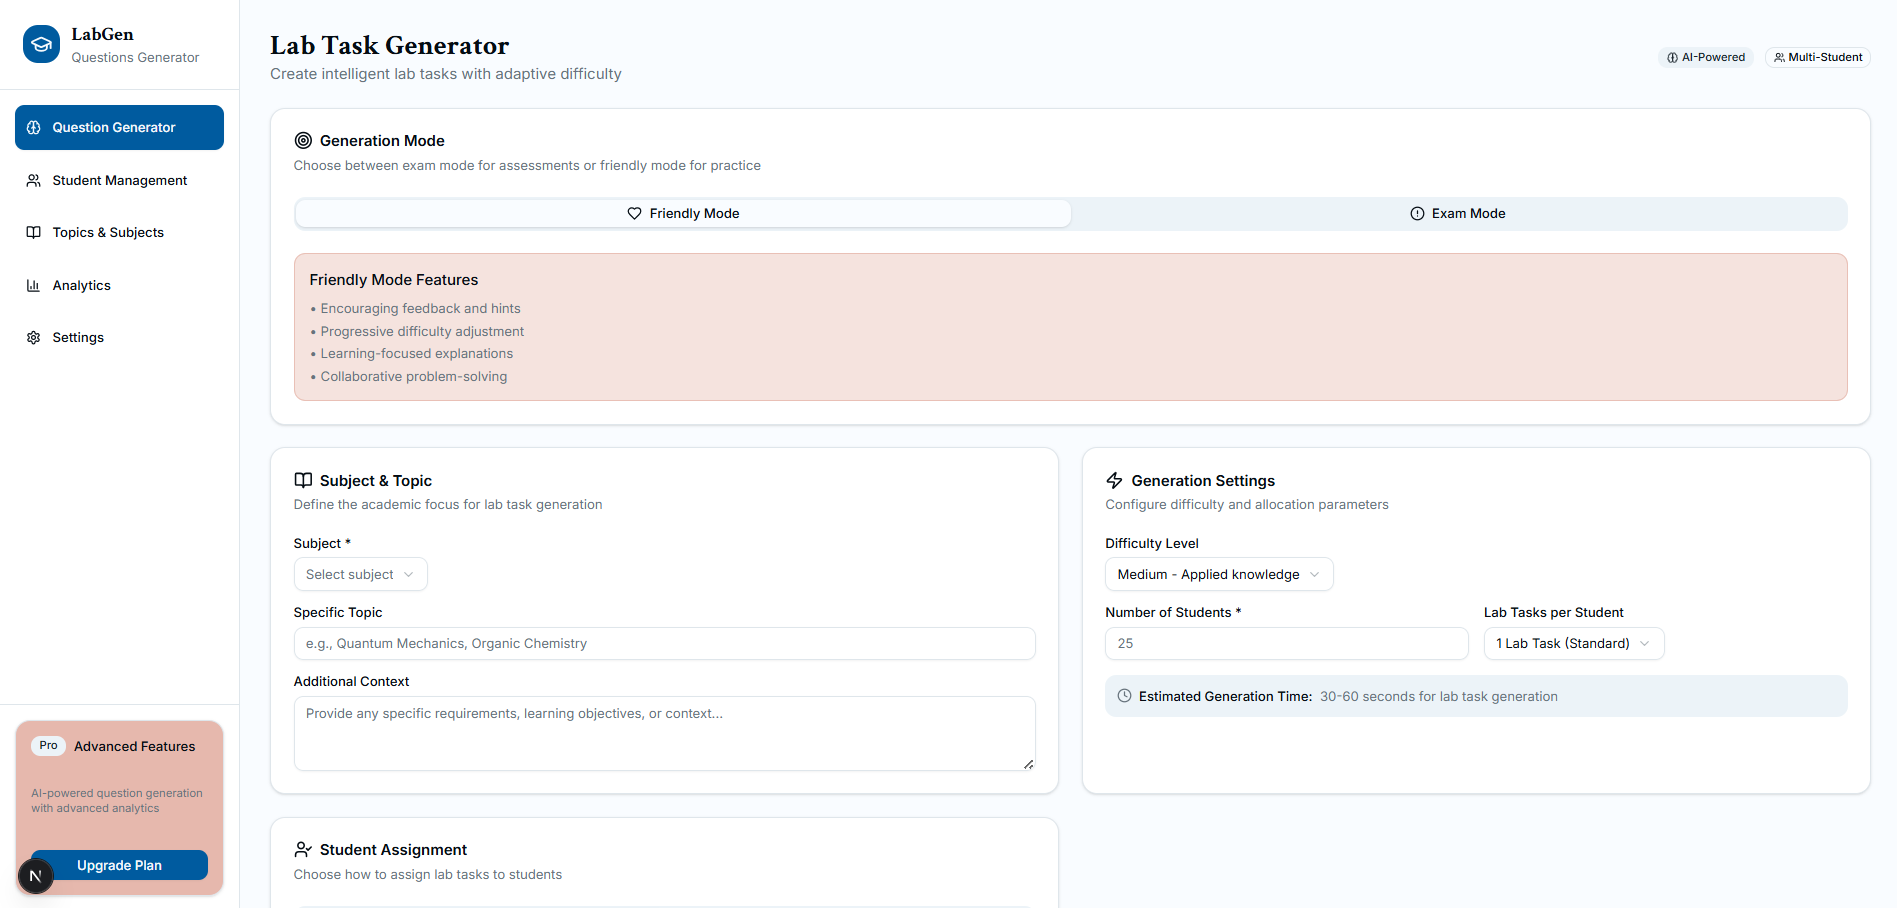 LabGen
Questions Generator
Question Generator
Student Management
Topics & Subjects
Analytics
Settings
Pro Advanced Features
AI-powered question generation
with advanced analytics
Upgrade Plan
N
Lab Task Generator
Create intelligent lab tasks with adaptive difficulty
AI-Powered
Multi-Student
Generation Mode
Choose between exam mode for assessments or friendly mode for practice
Friendly Mode
Exam Mode
Friendly Mode Features
• Encouraging feedback and hints
• Progressive difficulty adjustment
• Learning-focused explanations
• Collaborative problem-solving
Subject & Topic
Define the academic focus for lab task generation
Subject *
Select subject
Specific Topic
e.g., Quantum Mechanics, Organic Chemistry
Additional Context
Provide any specific requirements, learning objectives, or context...
Generation Settings
Configure difficulty and allocation parameters
Difficulty Level
Medium - Applied knowledge
Number of Students *
25
Lab Tasks per Student
1 Lab Task (Standard)
Estimated Generation Time: 30-60 seconds for lab task generation
Student Assignment
Choose how to assign lab tasks to students